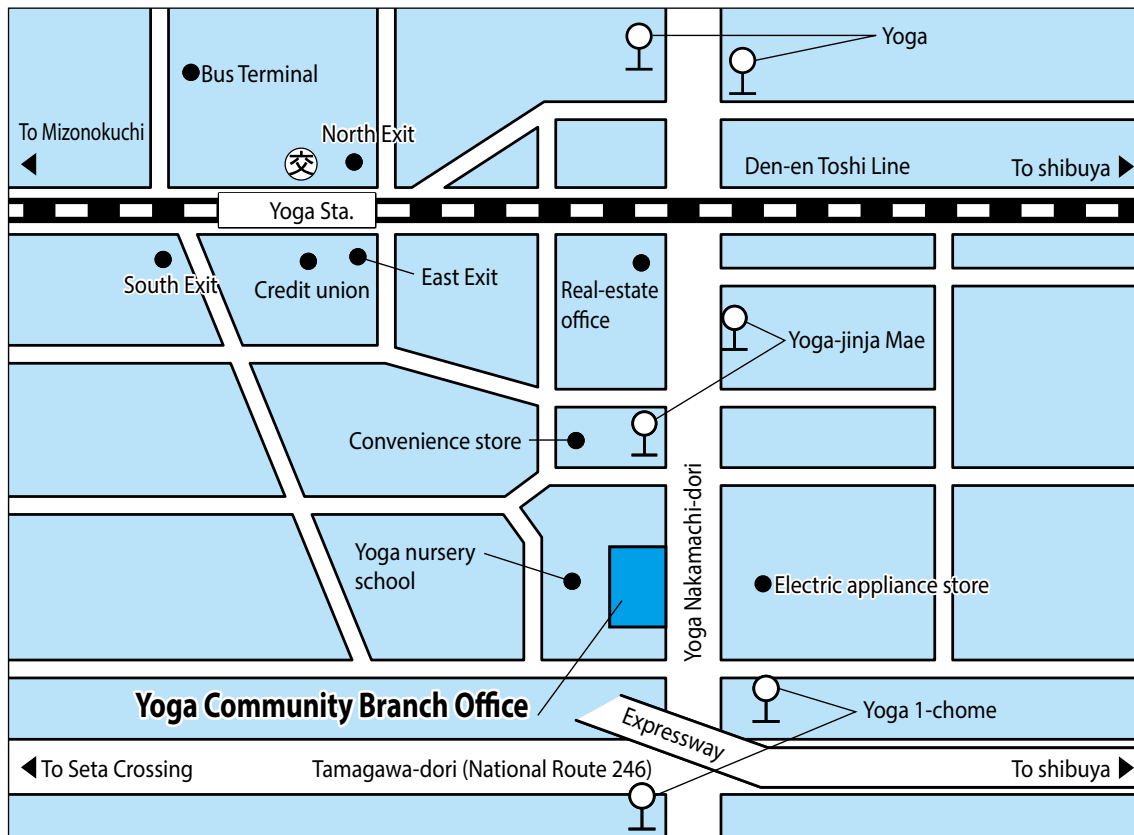 Yoga
Bus Terminal
To Mizonokuchi
North Exit
交
Den-en Toshi Line
To shibuya
Yoga Sta.
South Exit
Credit union
East Exit
Real-estate
office
Yoga-jinja Mae
Convenience store
Yoga Nakamachi-dori
Yoga nursery
school
Electric appliance store
Yoga Community Branch Office
Expressway
Yoga 1-chome
To Seta Crossing
Tamagawa-dori (National Route 246)
To shibuya